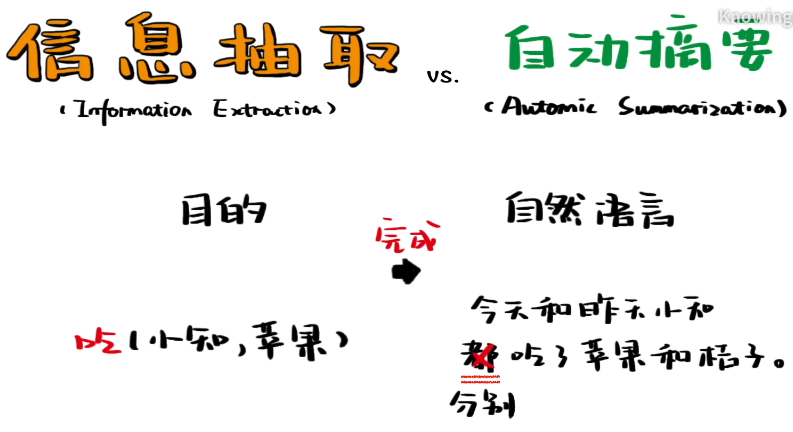 Knowing
信息抽取 vs. 自动摘要
(Information Extraction) (Automic Summarization)
目的 自然语言
完成
今天和昨天小知
吃(小知,苹果) 都吃了苹果和桔子。
分别